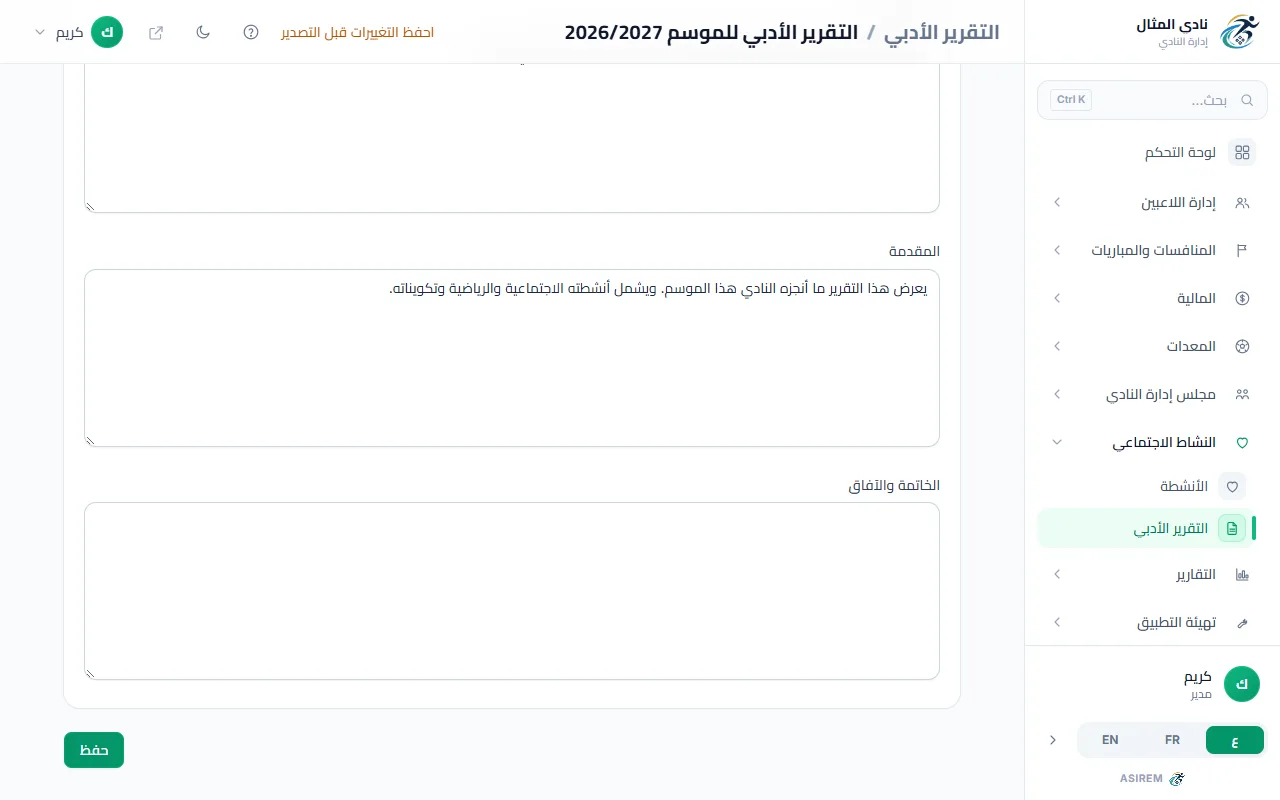 نادي المثال
إدارة النادي
بحث...
Ctrl K
لوحة التحكم
إدارة اللاعبين
المنافسات والمباريات
المالية
المعدات
مجلس إدارة النادي
النشاط الاجتماعي
الأنشطة
التقرير الأدبي
التقارير
تهيئة التطبيق
ك
كريم
مدير
ع
FR
EN
ASIREM
التقرير الأدبي / التقرير الأدبي للموسم 2026/2027
احفظ التغييرات قبل التصدير
ك
كريم
المقدمة
يعرض هذا التقرير ما أنجزه النادي هذا الموسم. ويشمل أنشطته الاجتماعية والرياضية وتكويناته.
الخاتمة والآفاق
حفظ